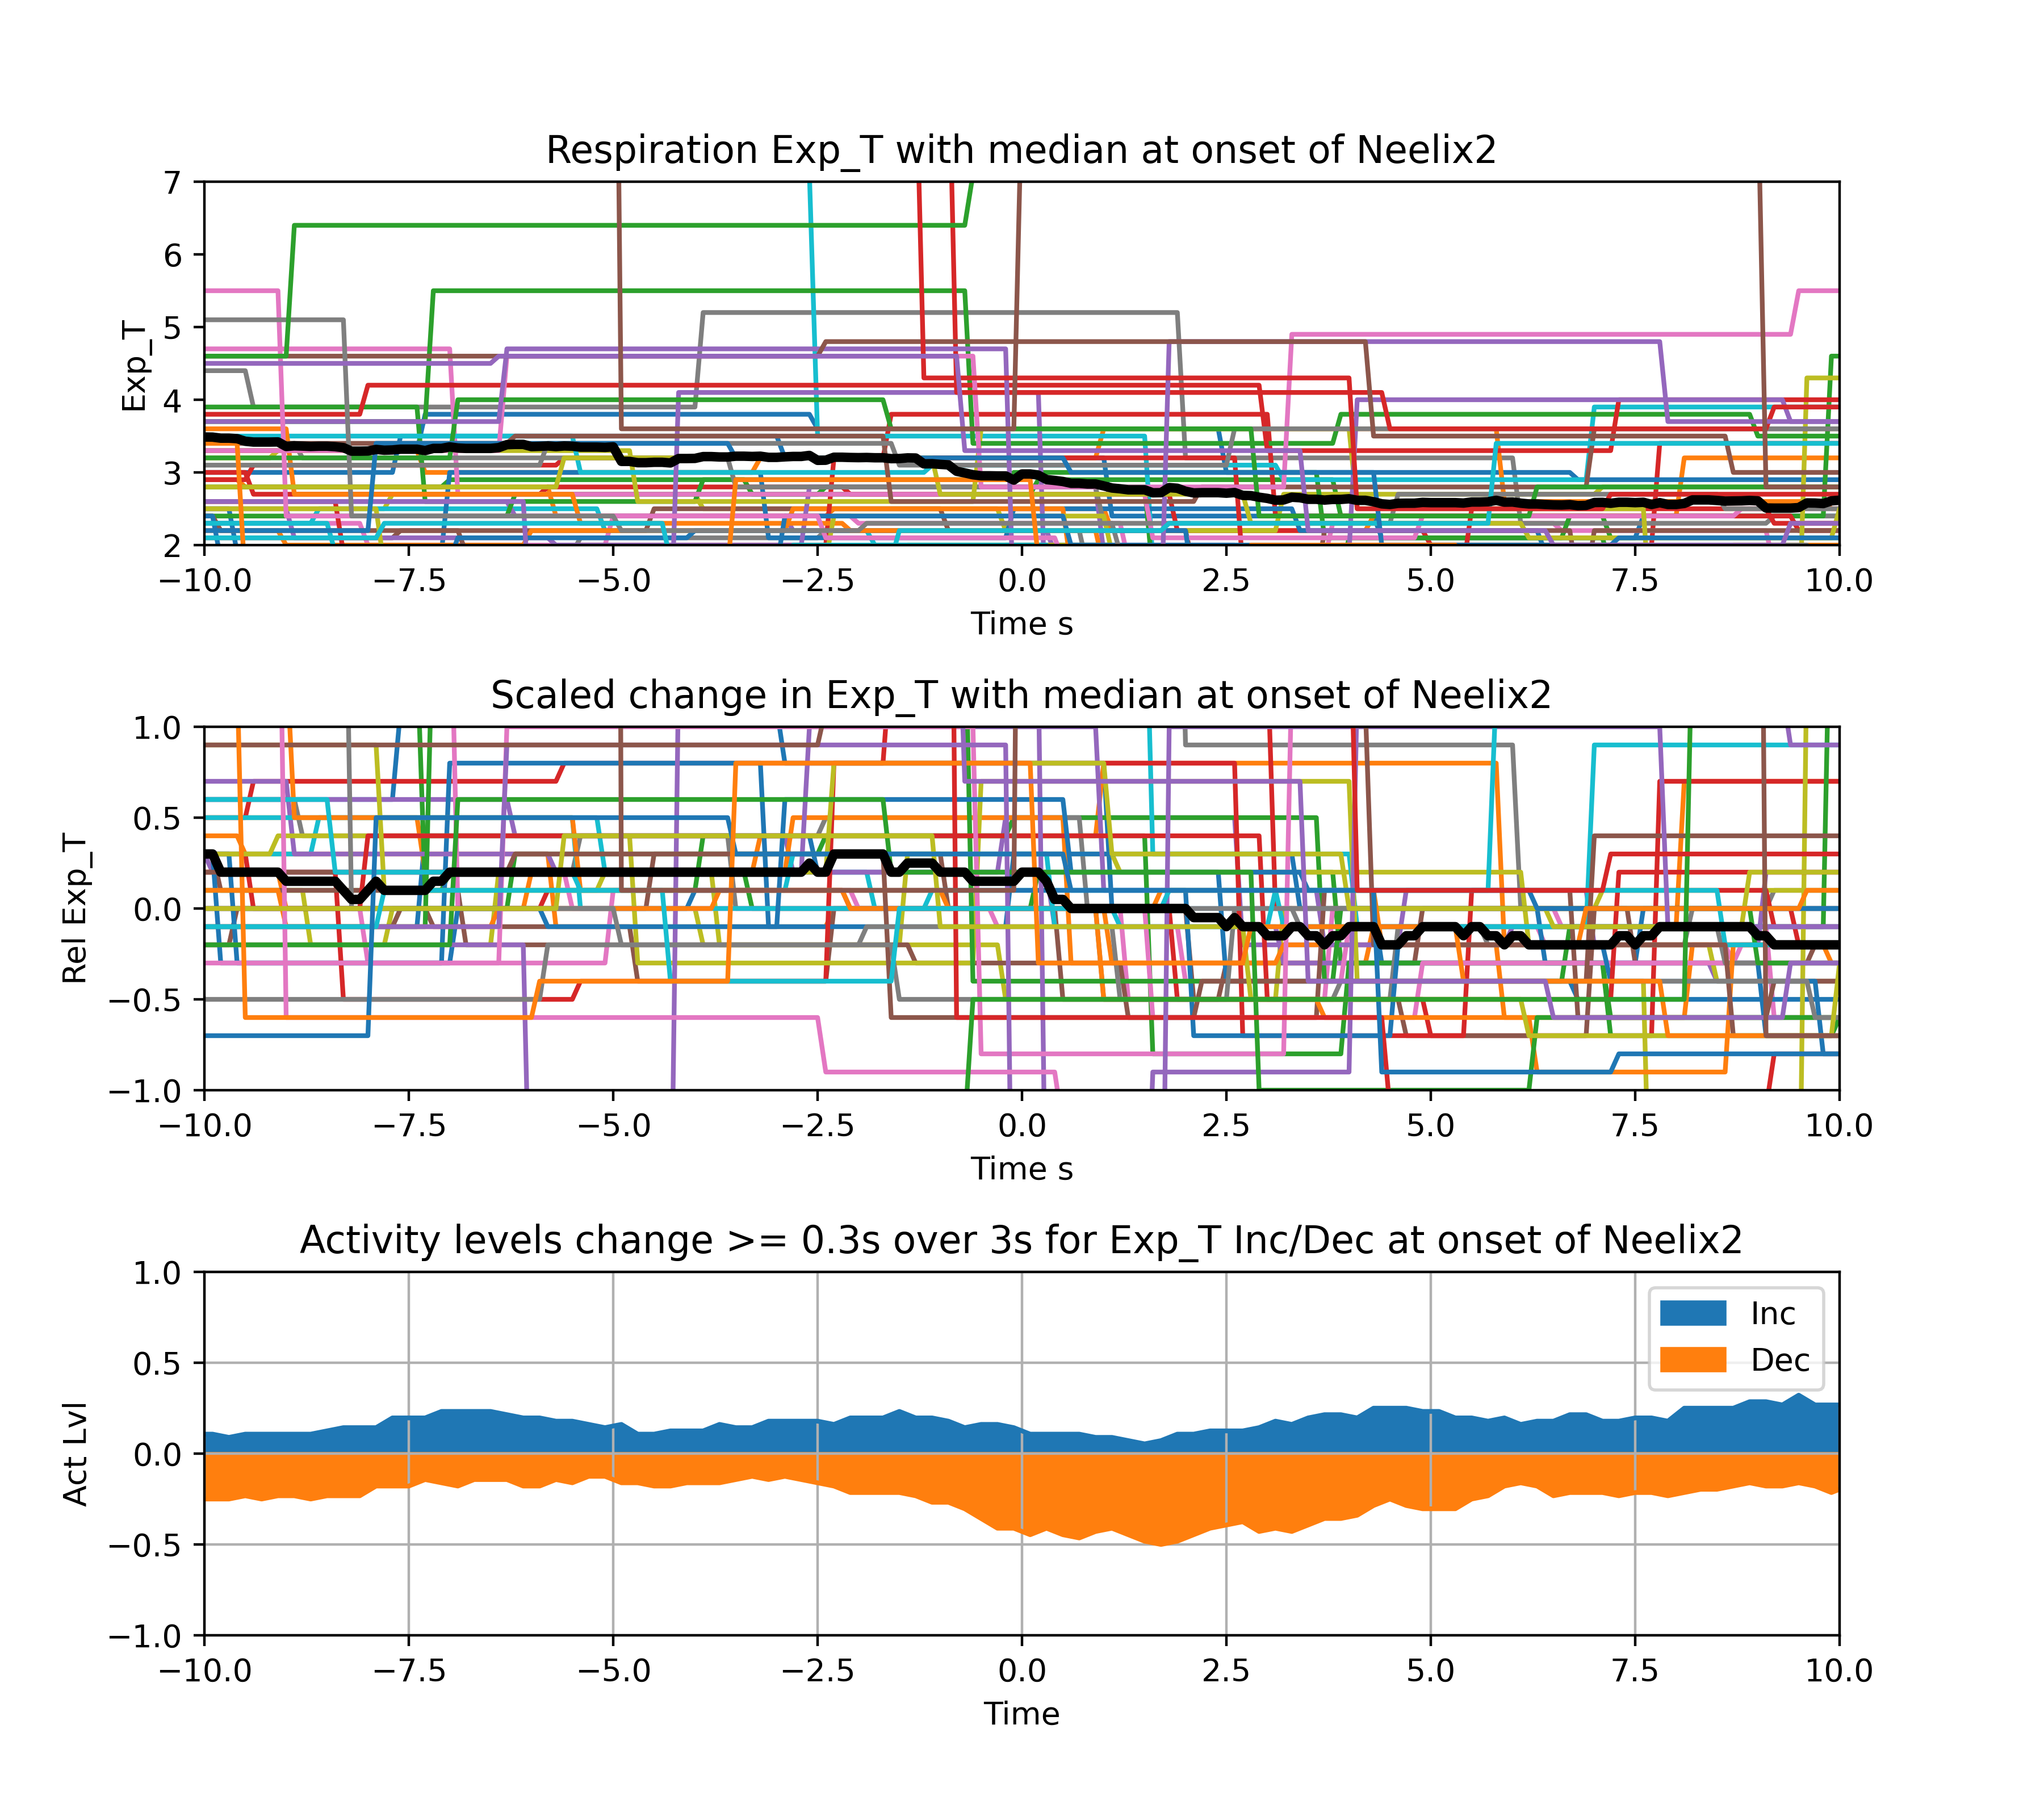 Respiration Exp_T with median at onset of Neelix2
7
6
5
4
3
2
Exp_T
−10.0 −7.5 −5.0 −2.5 0.0 2.5 5.0 7.5 10.0
Time s
Scaled change in Exp_T with median at onset of Neelix2
1.0
0.5
0.0
−0.5
−1.0
Rel Exp_T
−10.0 −7.5 −5.0 −2.5 0.0 2.5 5.0 7.5 10.0
Time s
Activity levels change >= 0.3s over 3s for Exp_T Inc/Dec at onset of Neelix2
1.0
0.5
0.0
−0.5
−1.0
Act Lvl
Inc
Dec
−10.0 −7.5 −5.0 −2.5 0.0 2.5 5.0 7.5 10.0
Time